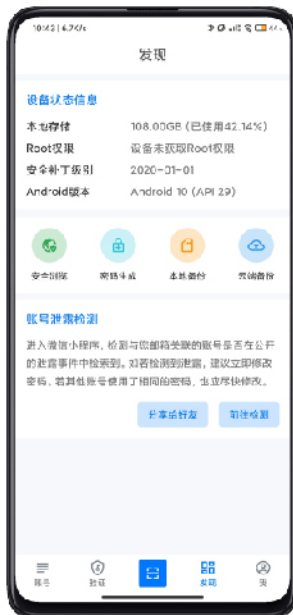 发现
设备状态信息
本地存储 108.00GB (已使用42.14%)
Root权限 设备未获取Root权限
安全补丁级别 2020-01-01
Android版本 Android 10 (API 29)
安全浏览 密码生成 本地备份 云端备份
账号泄露检测
进入微信小程序，检测与您邮箱关联的账号是否在公开
的泄露事件中检索到。如若检测到泄露，建议立即修改
密码，若其他账号使用了相同的密码，也应尽快修改。
分享给好友 前往检测
账号 验证 发现 我